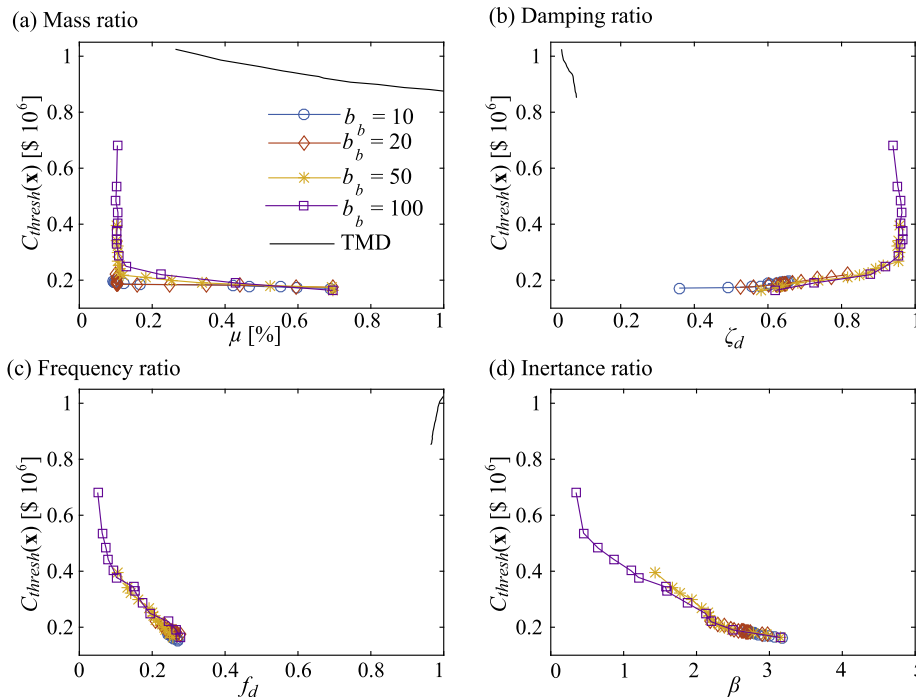 (a) Mass ratio
1
0.8
0.6
0.4
0.2
0 0.2 0.4 0.6 0.8 1
C_thresh(x) [$ 10^6]
μ [%]
b_b = 10
b_b = 20
b_b = 50
b_b = 100
TMD
(b) Damping ratio
1
0.8
0.6
0.4
0.2
0 0.2 0.4 0.6 0.8 1
C_thresh(x) [$ 10^6]
ζ_d
(c) Frequency ratio
1
0.8
0.6
0.4
0.2
0 0.2 0.4 0.6 0.8 1
C_thresh(x) [$ 10^6]
f_d
(d) Inertance ratio
1
0.8
0.6
0.4
0.2
0 1 2 3 4 5
C_thresh(x) [$ 10^6]
β